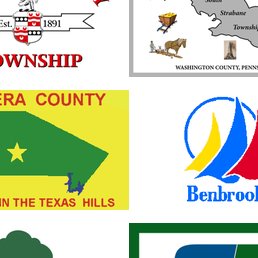 Est. 1891
OWNSHIP
South
Strabane
Township
WASHINGTON COUNTY, PENNS
ERA COUNTY
IN THE TEXAS HILLS
Benbrook